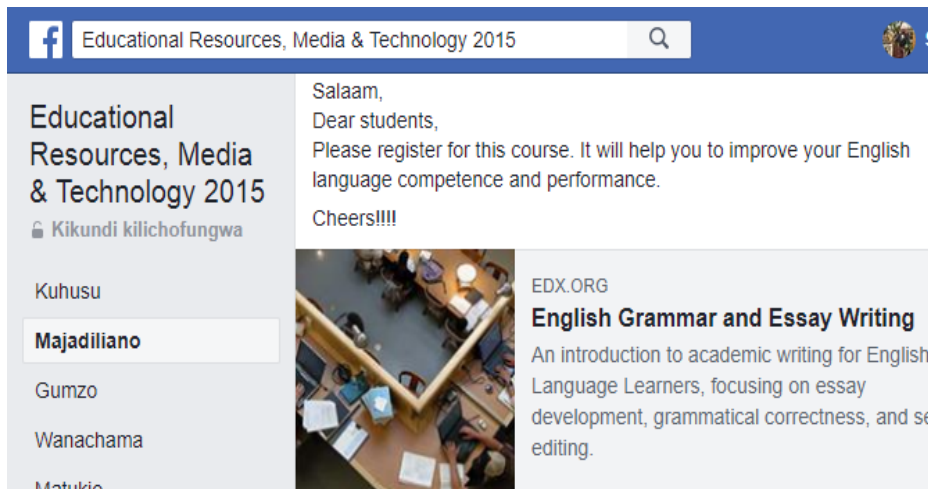 Educational Resources, Media & Technology 2015
Educational
Resources, Media
& Technology 2015
Kikundi kilichofungwa
Kuhusu
Majadiliano
Gumzo
Wanachama
Matukio
Salaam,
Dear students,
Please register for this course. It will help you to improve your English
language competence and performance.
Cheers!!!!
EDX.ORG
English Grammar and Essay Writing
An introduction to academic writing for English
Language Learners, focusing on essay
development, grammatical correctness, and
editing.